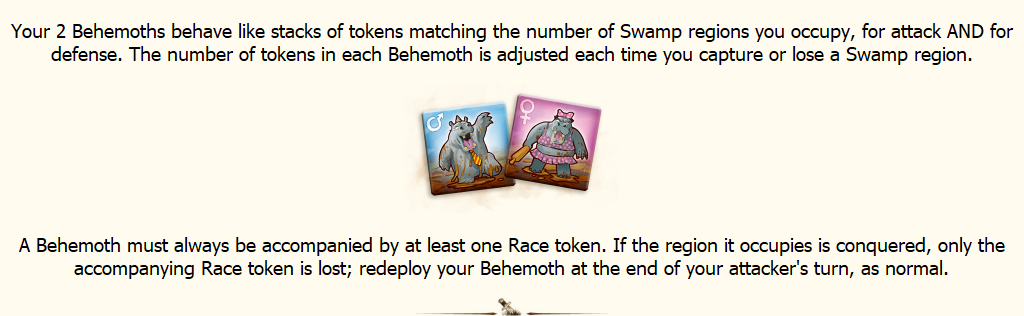 Your 2 Behemoths behave like stacks of tokens matching the number of Swamp regions you occupy, for attack AND for
defense. The number of tokens in each Behemoth is adjusted each time you capture or lose a Swamp region.
♂ ♀
A Behemoth must always be accompanied by at least one Race token. If the region it occupies is conquered, only the
accompanying Race token is lost; redeploy your Behemoth at the end of your attacker's turn, as normal.